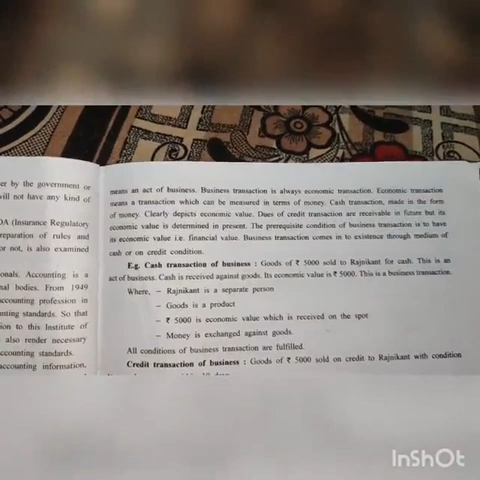 er by the government or
will not have any kind of
DA (Insurance Regulatory
reparation of rules and
or not, is also examined
onals. Accounting is a
nal bodies. From 1949
ccounting profession in
nting standards. So that
ion to this Institute of
also render necessary
ccounting standards.
accounting information.
means an act of business. Business transaction is always economic transaction. Economic transaction
means a transaction which can be measured in terms of money. Cash transaction, made in the form
of money. Clearly depicts economic value. Dues of credit transaction are receivable in future but its
economic value is determined in present. The prerequisite condition of business transaction is to have
its economic value i.e. financial value. Business transaction comes in to existence through medium of
cash or on credit condition.
E.g. Cash transaction of business : Goods of ₹ 5000 sold to Rajnikant for cash. This is an
act of business. Cash is received against goods. Its economic value is ₹ 5000. This is a business transaction.
Where, – Rajnikant is a separate person
– Goods is a product
– ₹ 5000 is economic value which is received on the spot
– Money is exchanged against goods.
All conditions of business transaction are fulfilled.
Credit transaction of business : Goods of ₹ 5000 sold on credit to Rajnikant with condition
InShOt